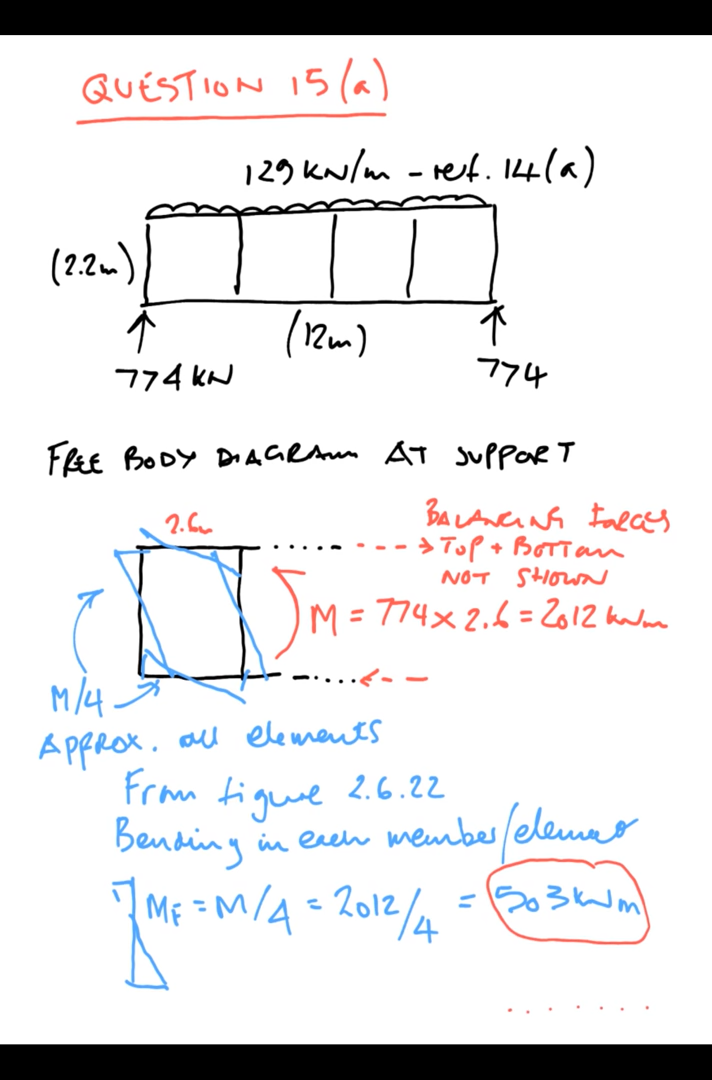 QUESTION 15(a)
129 kN/m - ref. 14(a)
(2.2m)
(12m)
774 kN
774
FREE BODY DIAGRAM AT SUPPORT
2.6m
BALANCING FORCES
TOP + BOTTOM
NOT SHOWN
M = 774 x 2.6 = 2012 kNm
M/4
APPROX. all elements
From figure 2.6.22
Bending in each member/element
MF = M/4 = 2012/4 = 503 kNm